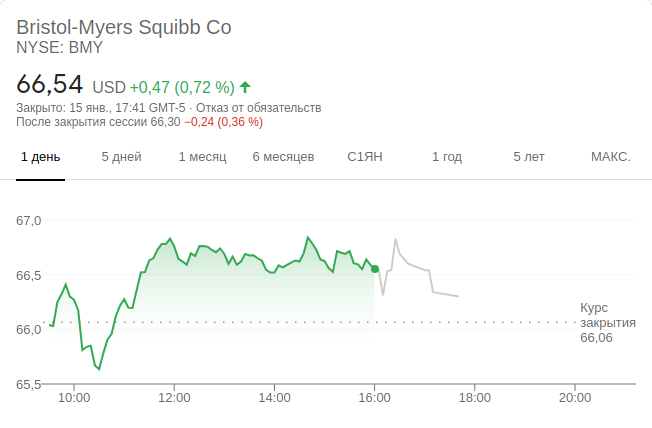 Bristol-Myers Squibb Co
NYSE: BMY
66,54 USD +0,47 (0,72 %)
Закрыто: 15 янв., 17:41 GMT-5 · Отказ от обязательств
После закрытия сессии 66,30 −0,24 (0,36 %)
1 день 5 дней 1 месяц 6 месяцев С1ЯН 1 год 5 лет МАКС.
67,0
66,5
66,0
65,5
Курс
закрытия
66,06
10:00 12:00 14:00 16:00 18:00 20:00